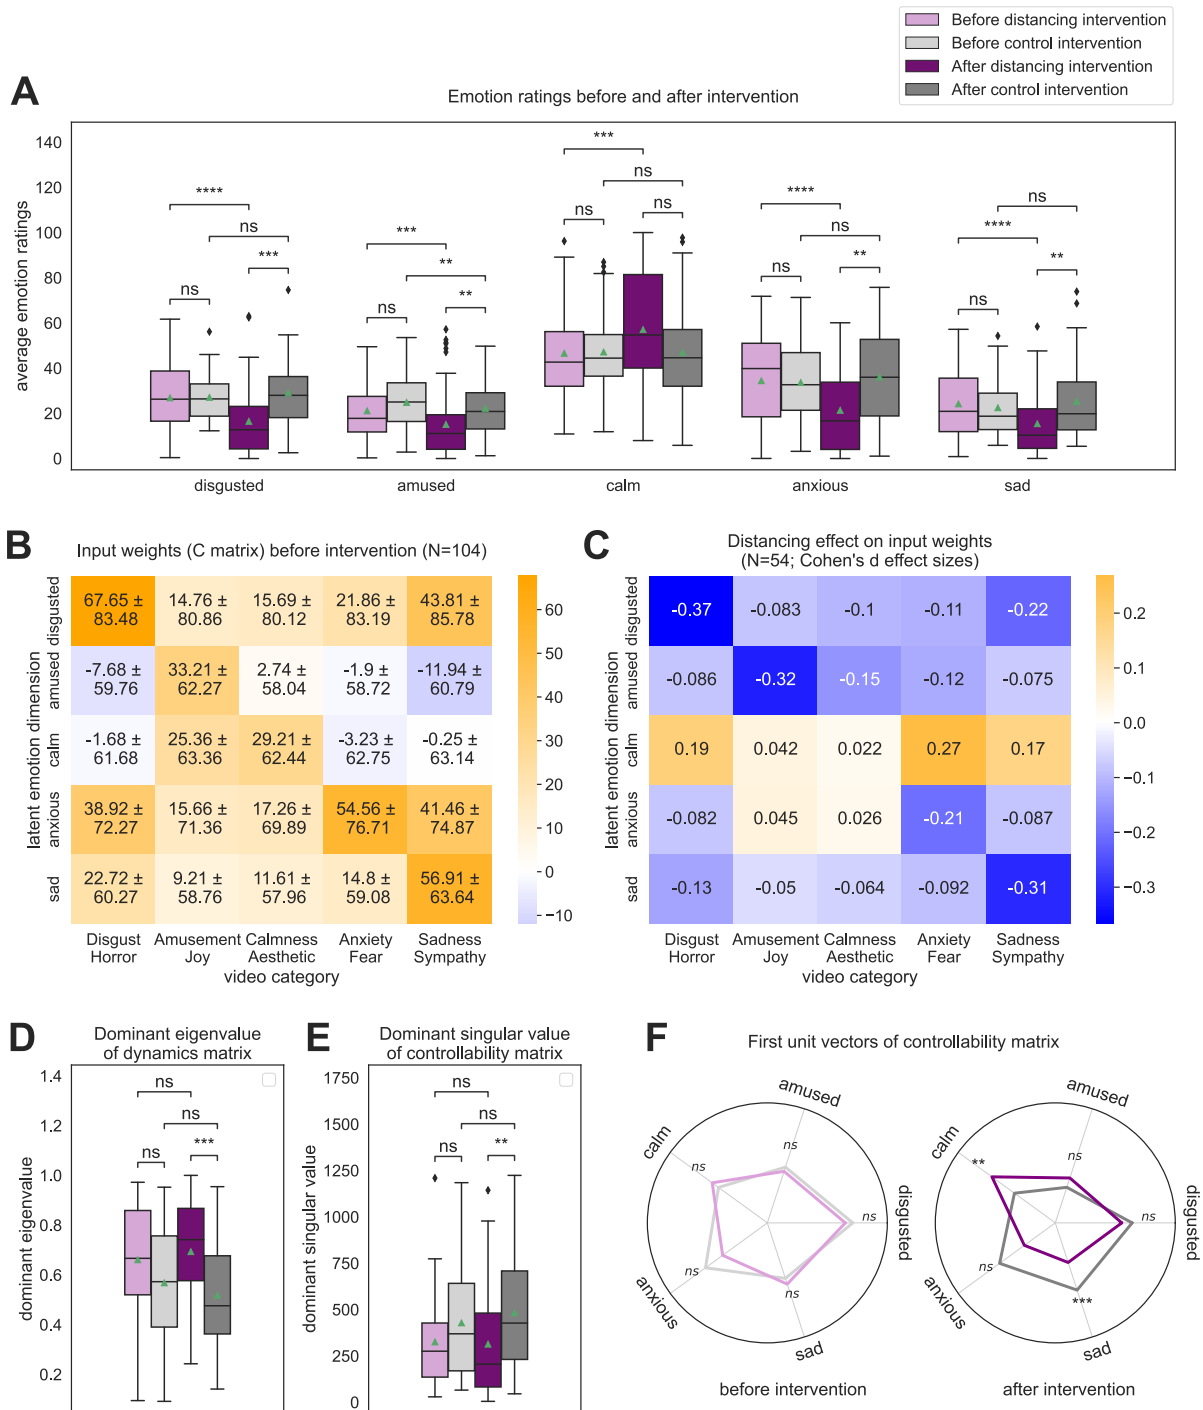 Before distancing intervention
Before control intervention
After distancing intervention
After control intervention
A
Emotion ratings before and after intervention
average emotion ratings
140
120
100
80
60
40
20
0
**** ns *** ns
*** ** ** ns
*** ns ns ns
**** ns ** ns
**** ns ** ns
disgusted amused calm anxious sad
B
Input weights (C matrix) before intervention (N=104)
latent emotion dimension
disgusted amused calm anxious sad
67.65 ± 14.76 ± 15.69 ± 21.86 ± 43.81 ±
83.48 80.86 80.12 83.19 85.78
-7.68 ± 33.21 ± 2.74 ± -1.9 ± -11.94 ±
59.76 62.27 58.04 58.72 60.79
-1.68 ± 25.36 ± 29.21 ± -3.23 ± -0.25 ±
61.68 63.36 62.44 62.75 63.14
38.92 ± 15.66 ± 17.26 ± 54.56 ± 41.46 ±
72.27 71.36 69.89 76.71 74.87
22.72 ± 9.21 ± 11.61 ± 14.8 ± 56.91 ±
60.27 58.76 57.96 59.08 63.64
Disgust Amusement Calmness Anxiety Sadness
Horror Joy Aesthetic Fear Sympathy
video category
60
50
40
30
20
10
0
−10
C
Distancing effect on input weights
(N=54; Cohen's d effect sizes)
latent emotion dimension
disgusted amused calm anxious sad
-0.37 -0.083 -0.1 -0.11 -0.22
-0.086 -0.32 -0.15 -0.12 -0.075
0.19 0.042 0.022 0.27 0.17
-0.082 0.045 0.026 -0.21 -0.087
-0.13 -0.05 -0.064 -0.092 -0.31
Disgust Amusement Calmness Anxiety Sadness
Horror Joy Aesthetic Fear Sympathy
video category
0.2
0.1
0.0
−0.1
−0.2
−0.3
D
Dominant eigenvalue
of dynamics matrix
dominant eigenvalue
1.4
1.2
1.0
0.8
0.6
0.4
0.2
ns
ns
ns ***
E
Dominant singular value
of controllability matrix
dominant singular value
1750
1500
1250
1000
750
500
250
0
ns
ns
ns **
F
First unit vectors of controllability matrix
amused
calm
disgusted
anxious
sad
ns
ns
ns
ns
ns
before intervention
amused
calm
disgusted
anxious
sad
ns
**
ns
ns
***
after intervention